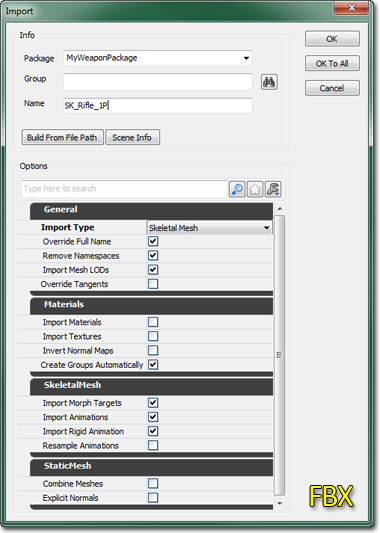 Import
Info
OK
Package MyWeaponPackage
OK To All
Group
Cancel
Name SK_Rifle_1P
Build From File Path Scene Info
Options
Type here to search
General
Import Type Skeletal Mesh
Override Full Name
Remove Namespaces
Import Mesh LODs
Override Tangents
Materials
Import Materials
Import Textures
Invert Normal Maps
Create Groups Automatically
SkeletalMesh
Import Morph Targets
Import Animations
Import Rigid Animation
Resample Animations
StaticMesh
Combine Meshes
Explicit Normals
FBX